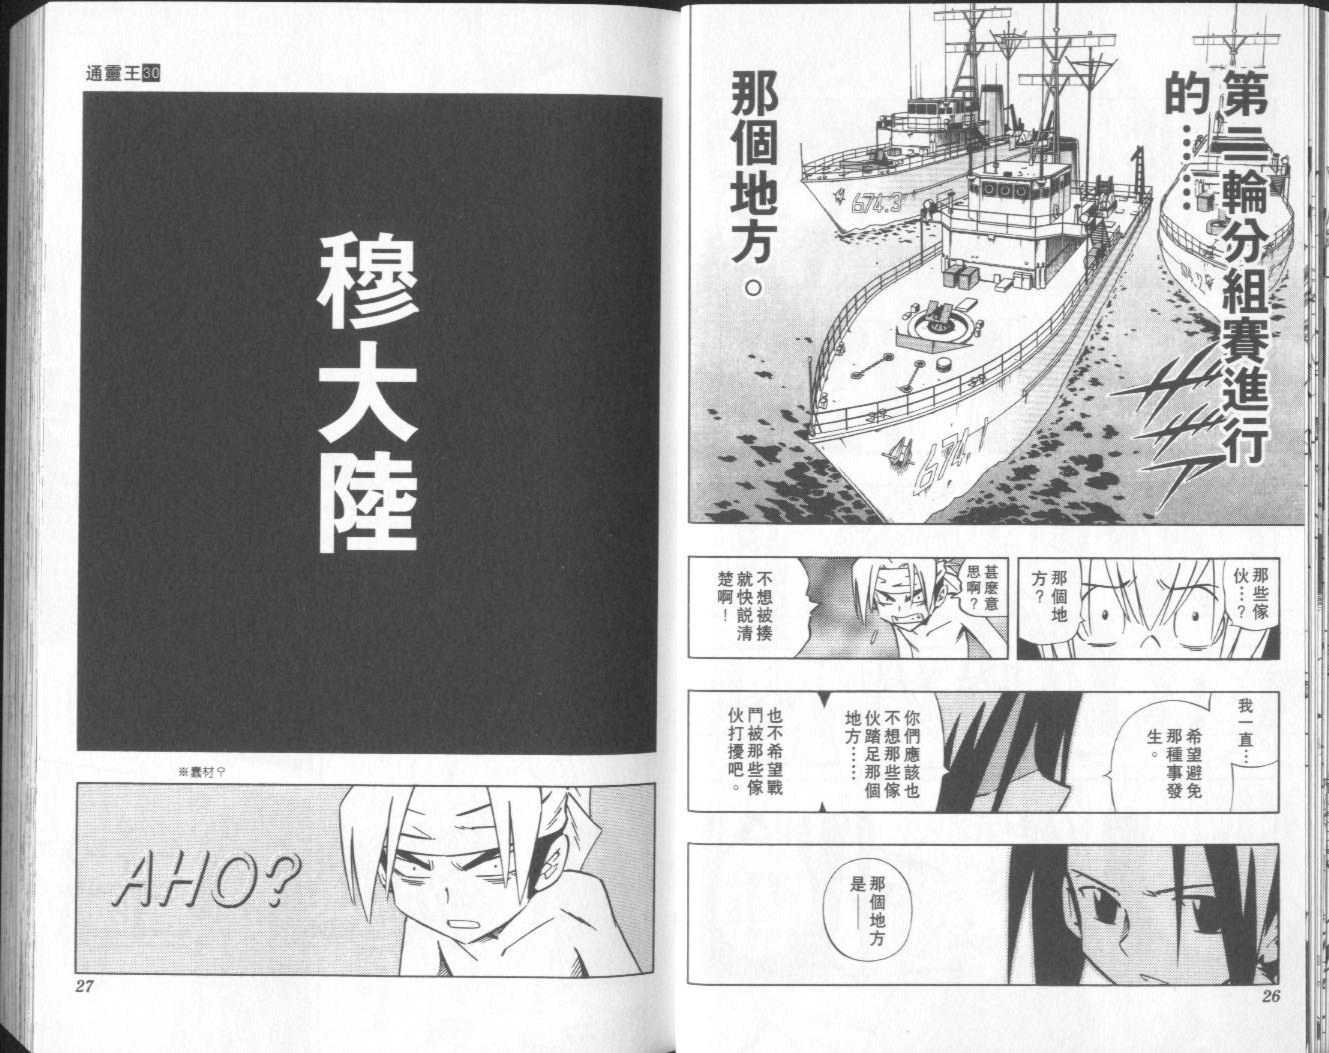 第二輪分組賽進行
的……
那個地方。
674.3
674.2
674.1
那些傢
伙…？
那個地
方？
甚麼意
思啊？
不想被揍
就快説清
楚啊！
我一直…
希望避免
那種事發
生。
你們應該也
不想那些傢
伙踏足那個
地方……
也不希望戰
鬥被那些傢
伙打擾吧。
那個地方
是──
26
通靈王30
穆大陸
※蠢材？
AHO?
27